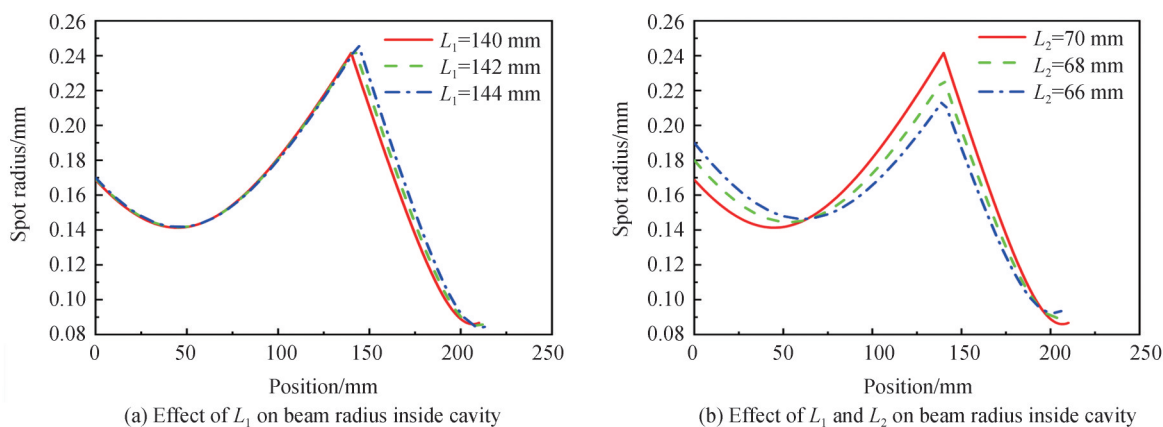 0.26
0.24
0.22
0.20
0.18
0.16
0.14
0.12
0.10
0.08
Spot radius/mm
L₁=140 mm
L₁=142 mm
L₁=144 mm
0 50 100 150 200 250
Position/mm
(a) Effect of L₁ on beam radius inside cavity
0.26
0.24
0.22
0.20
0.18
0.16
0.14
0.12
0.10
0.08
Spot radius/mm
L₂=70 mm
L₂=68 mm
L₂=66 mm
0 50 100 150 200 250
Position/mm
(b) Effect of L₁ and L₂ on beam radius inside cavity